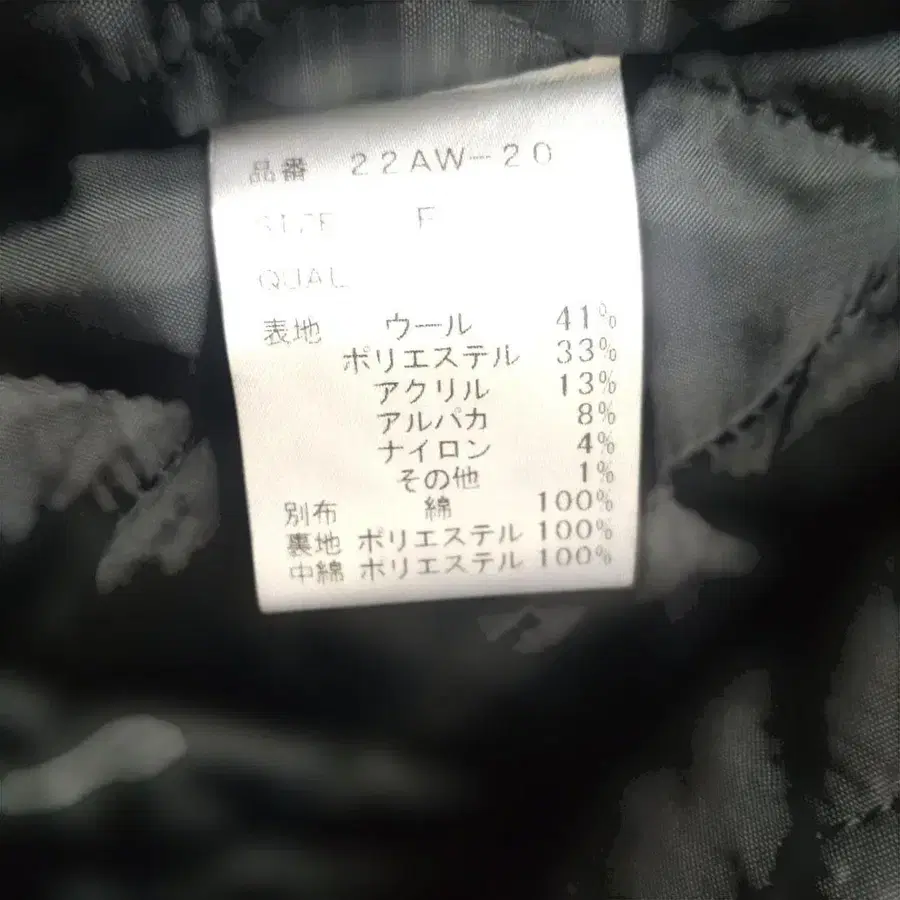 品番 22AW-20
SIZE F
QUAL
表地 ウール 41%
ポリエステル 33%
アクリル 13%
アルパカ 8%
ナイロン 4%
その他 1%
別布 綿 100%
裏地 ポリエステル 100%
中綿 ポリエステル 100%